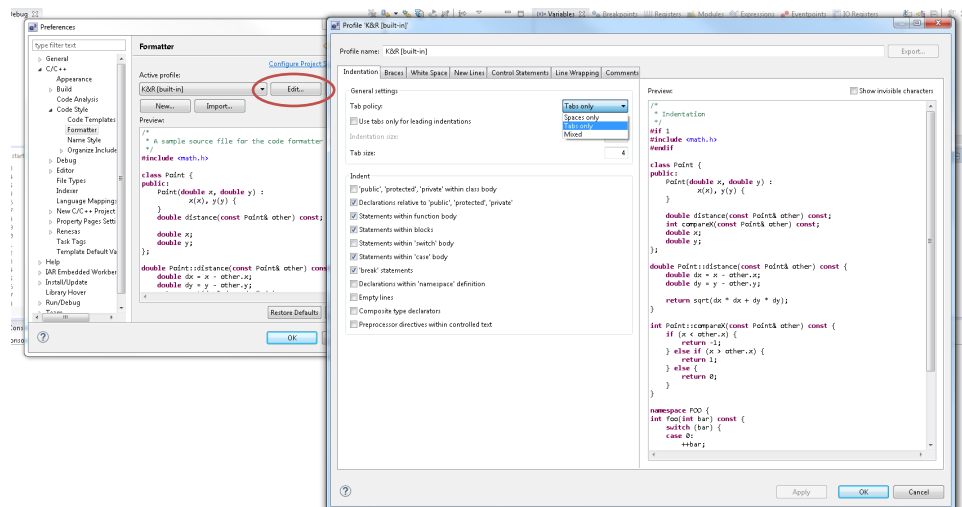 ebug
Variables
Breakpoints
Registers
Modules
Expressions
Eventpoints
IO Registers
Preferences
type filter text
General
C/C++
Appearance
Build
Code Analysis
Code Style
Code Templates
Formatter
Name Style
Organize Include
Debug
Editor
File Types
Indexer
Language Mappings
New C/C++ Project
Property Pages Setti
Renesas
Task Tags
Template Default Va
Help
IAR Embedded Workber
Install/Update
Library Hover
Run/Debug
Team
Formatter
Configure Project S
Active profile:
K&R [built-in]
Edit...
New...
Import...
Preview:
/*
* A sample source file for the code formatter
*/
#include <math.h>
class Point {
public:
Point(double x, double y) :
x(x), y(y) {
}
double distance(const Point& other) const;
double x;
double y;
};
double Point::distance(const Point& other) cons
double dx = x - other.x;
double dy = y - other.y;
Restore Defaults
OK
Profile 'K&R [built-in]'
Profile name:
K&R [built-in]
Export...
Indentation
Braces
White Space
New Lines
Control Statements
Line Wrapping
Comments
General settings
Tab policy:
Tabs only
Spaces only
Tabs only
Mixed
Use tabs only for leading indentations
Indentation size:
Tab size:
4
Indent
'public', 'protected', 'private' within class body
Declarations relative to 'public', 'protected', 'private'
Statements within function body
Statements within blocks
Statements within 'switch' body
Statements within 'case' body
'break' statements
Declarations within 'namespace' definition
Empty lines
Composite type declarators
Preprocessor directives within controlled text
Preview:
Show invisible characters
/*
* Indentation
*/
#if 1
#include <math.h>
#endif
class Point {
public:
Point(double x, double y) :
x(x), y(y) {
}
double distance(const Point& other) const;
int compareX(const Point& other) const;
double x;
double y;
};
double Point::distance(const Point& other) const {
double dx = x - other.x;
double dy = y - other.y;
return sqrt(dx * dx + dy * dy);
}
int Point::compareX(const Point& other) const {
if (x < other.x) {
return -1;
} else if (x > other.x) {
return 1;
} else {
return 0;
}
}
namespace FOO {
int foo(int bar) const {
switch (bar) {
case 0:
++bar;
Apply
OK
Cancel